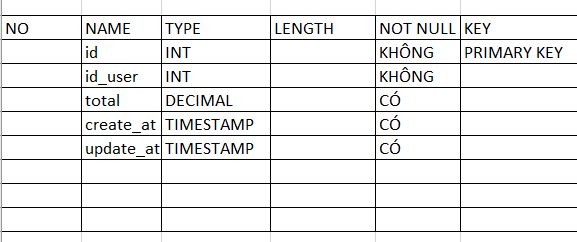 NO NAME TYPE LENGTH NOT NULL KEY
id INT KHÔNG PRIMARY KEY
id_user INT KHÔNG
total DECIMAL CÓ
create_at TIMESTAMP CÓ
update_at TIMESTAMP CÓ